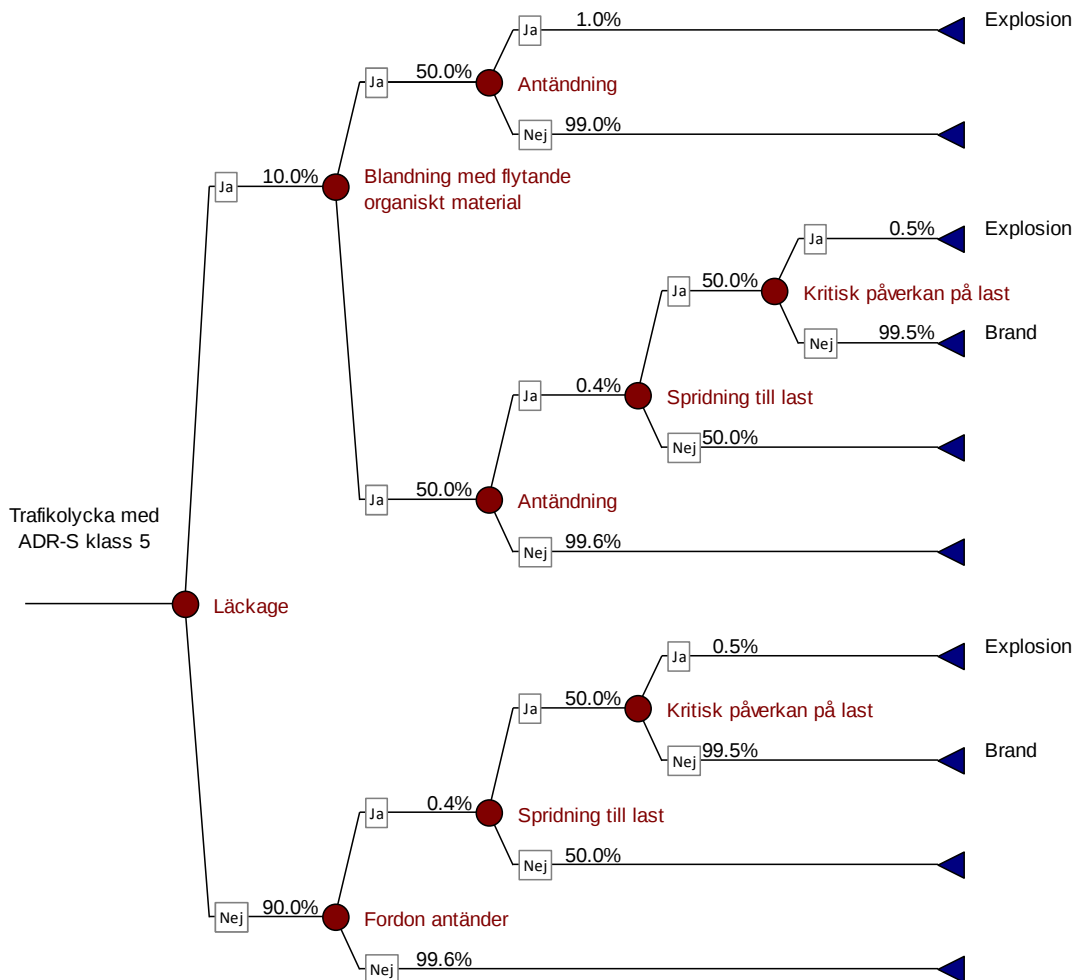 Ja 1.0% Explosion
Ja 50.0% Antändning
Nej 99.0%
Ja 10.0% Blandning med flytande
organiskt material
Ja 0.5% Explosion
Ja 50.0% Kritisk påverkan på last
Nej 99.5% Brand
Ja 0.4% Spridning till last
Nej 50.0%
Ja 50.0% Antändning
Nej 99.6%
Trafikolycka med
ADR-S klass 5
Läckage
Ja 0.5% Explosion
Ja 50.0% Kritisk påverkan på last
Nej 99.5% Brand
Ja 0.4% Spridning till last
Nej 50.0%
Nej 90.0% Fordon antänder
Nej 99.6%